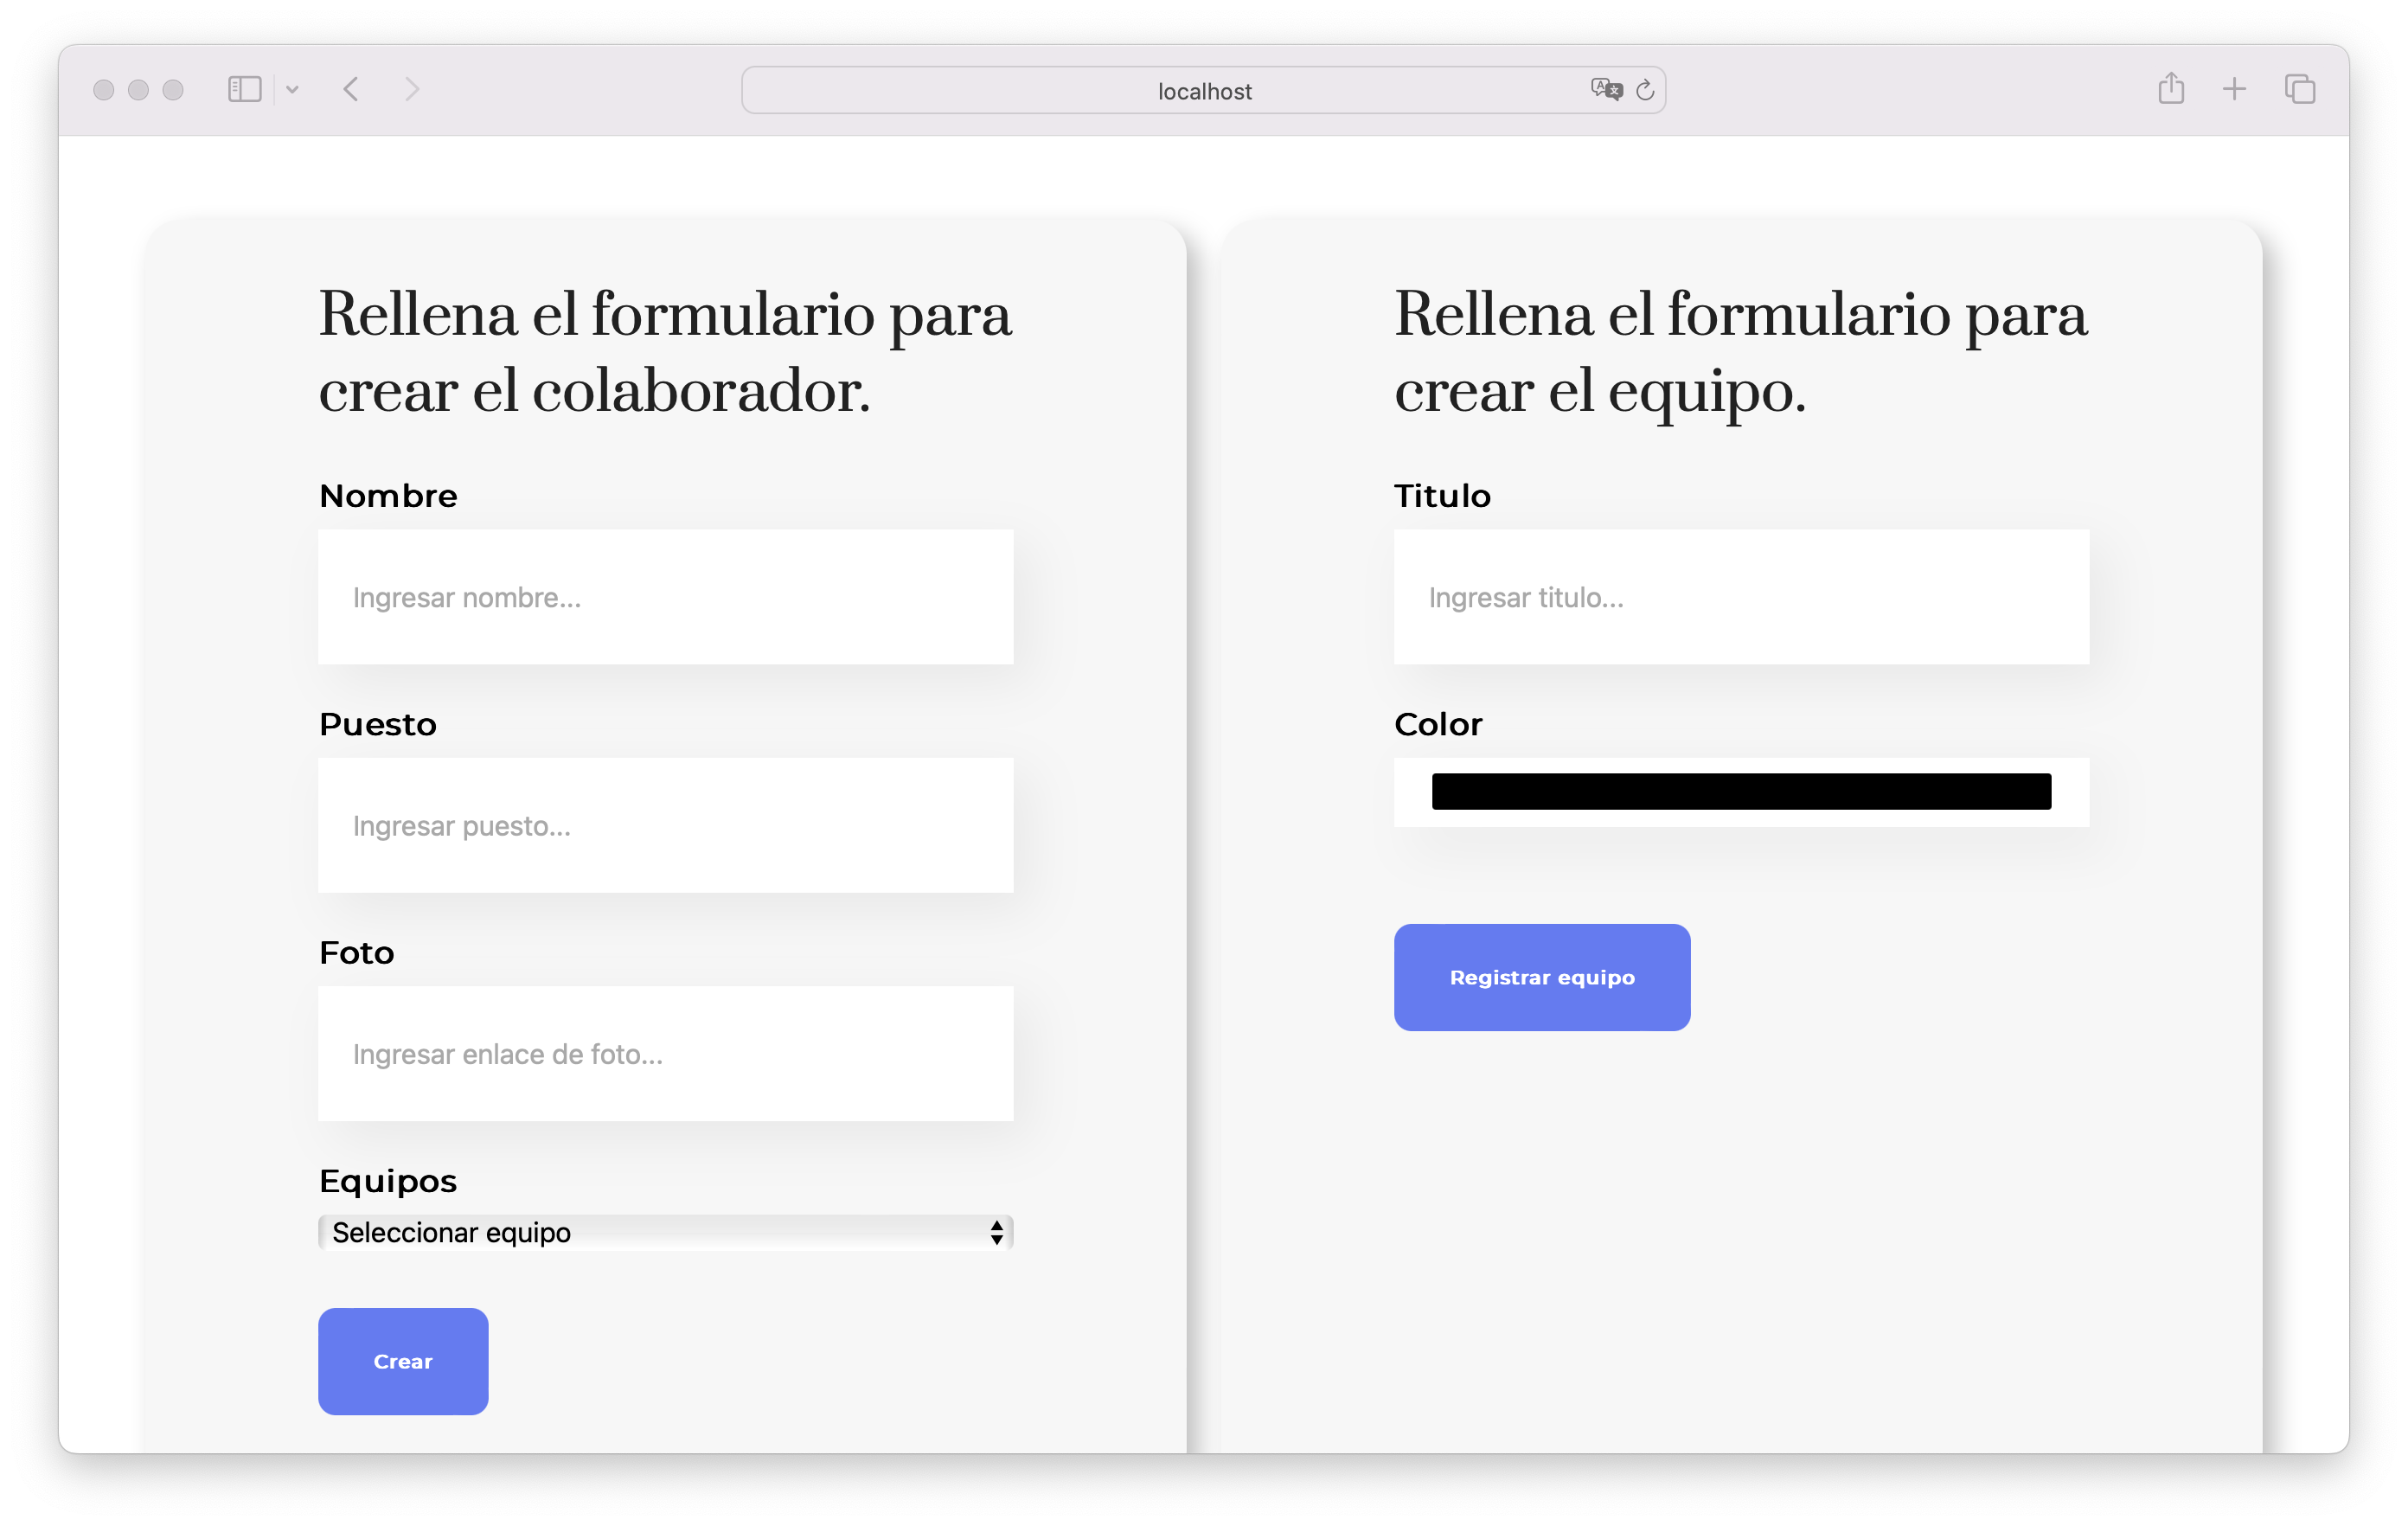 localhost
Rellena el formulario para
crear el colaborador.
Nombre
Ingresar nombre...
Puesto
Ingresar puesto...
Foto
Ingresar enlace de foto...
Equipos
Seleccionar equipo
Crear
Rellena el formulario para
crear el equipo.
Titulo
Ingresar titulo...
Color
Registrar equipo